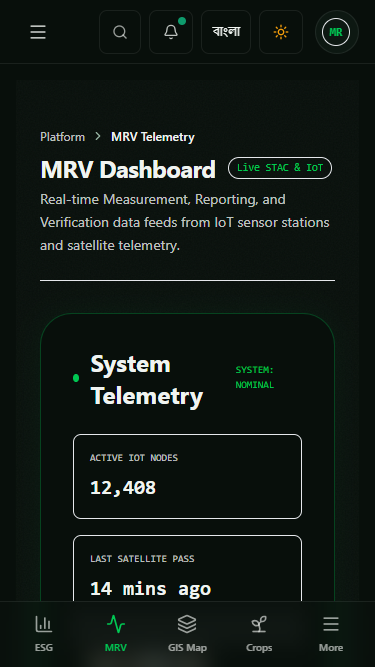 বাংলা
MR
Platform > MRV Telemetry
MRV Dashboard
Live STAC & IoT
Real-time Measurement, Reporting, and
Verification data feeds from IoT sensor stations
and satellite telemetry.
System
Telemetry
SYSTEM:
NOMINAL
ACTIVE IOT NODES
12,408
LAST SATELLITE PASS
14 mins ago
ESG
MRV
GIS Map
Crops
More